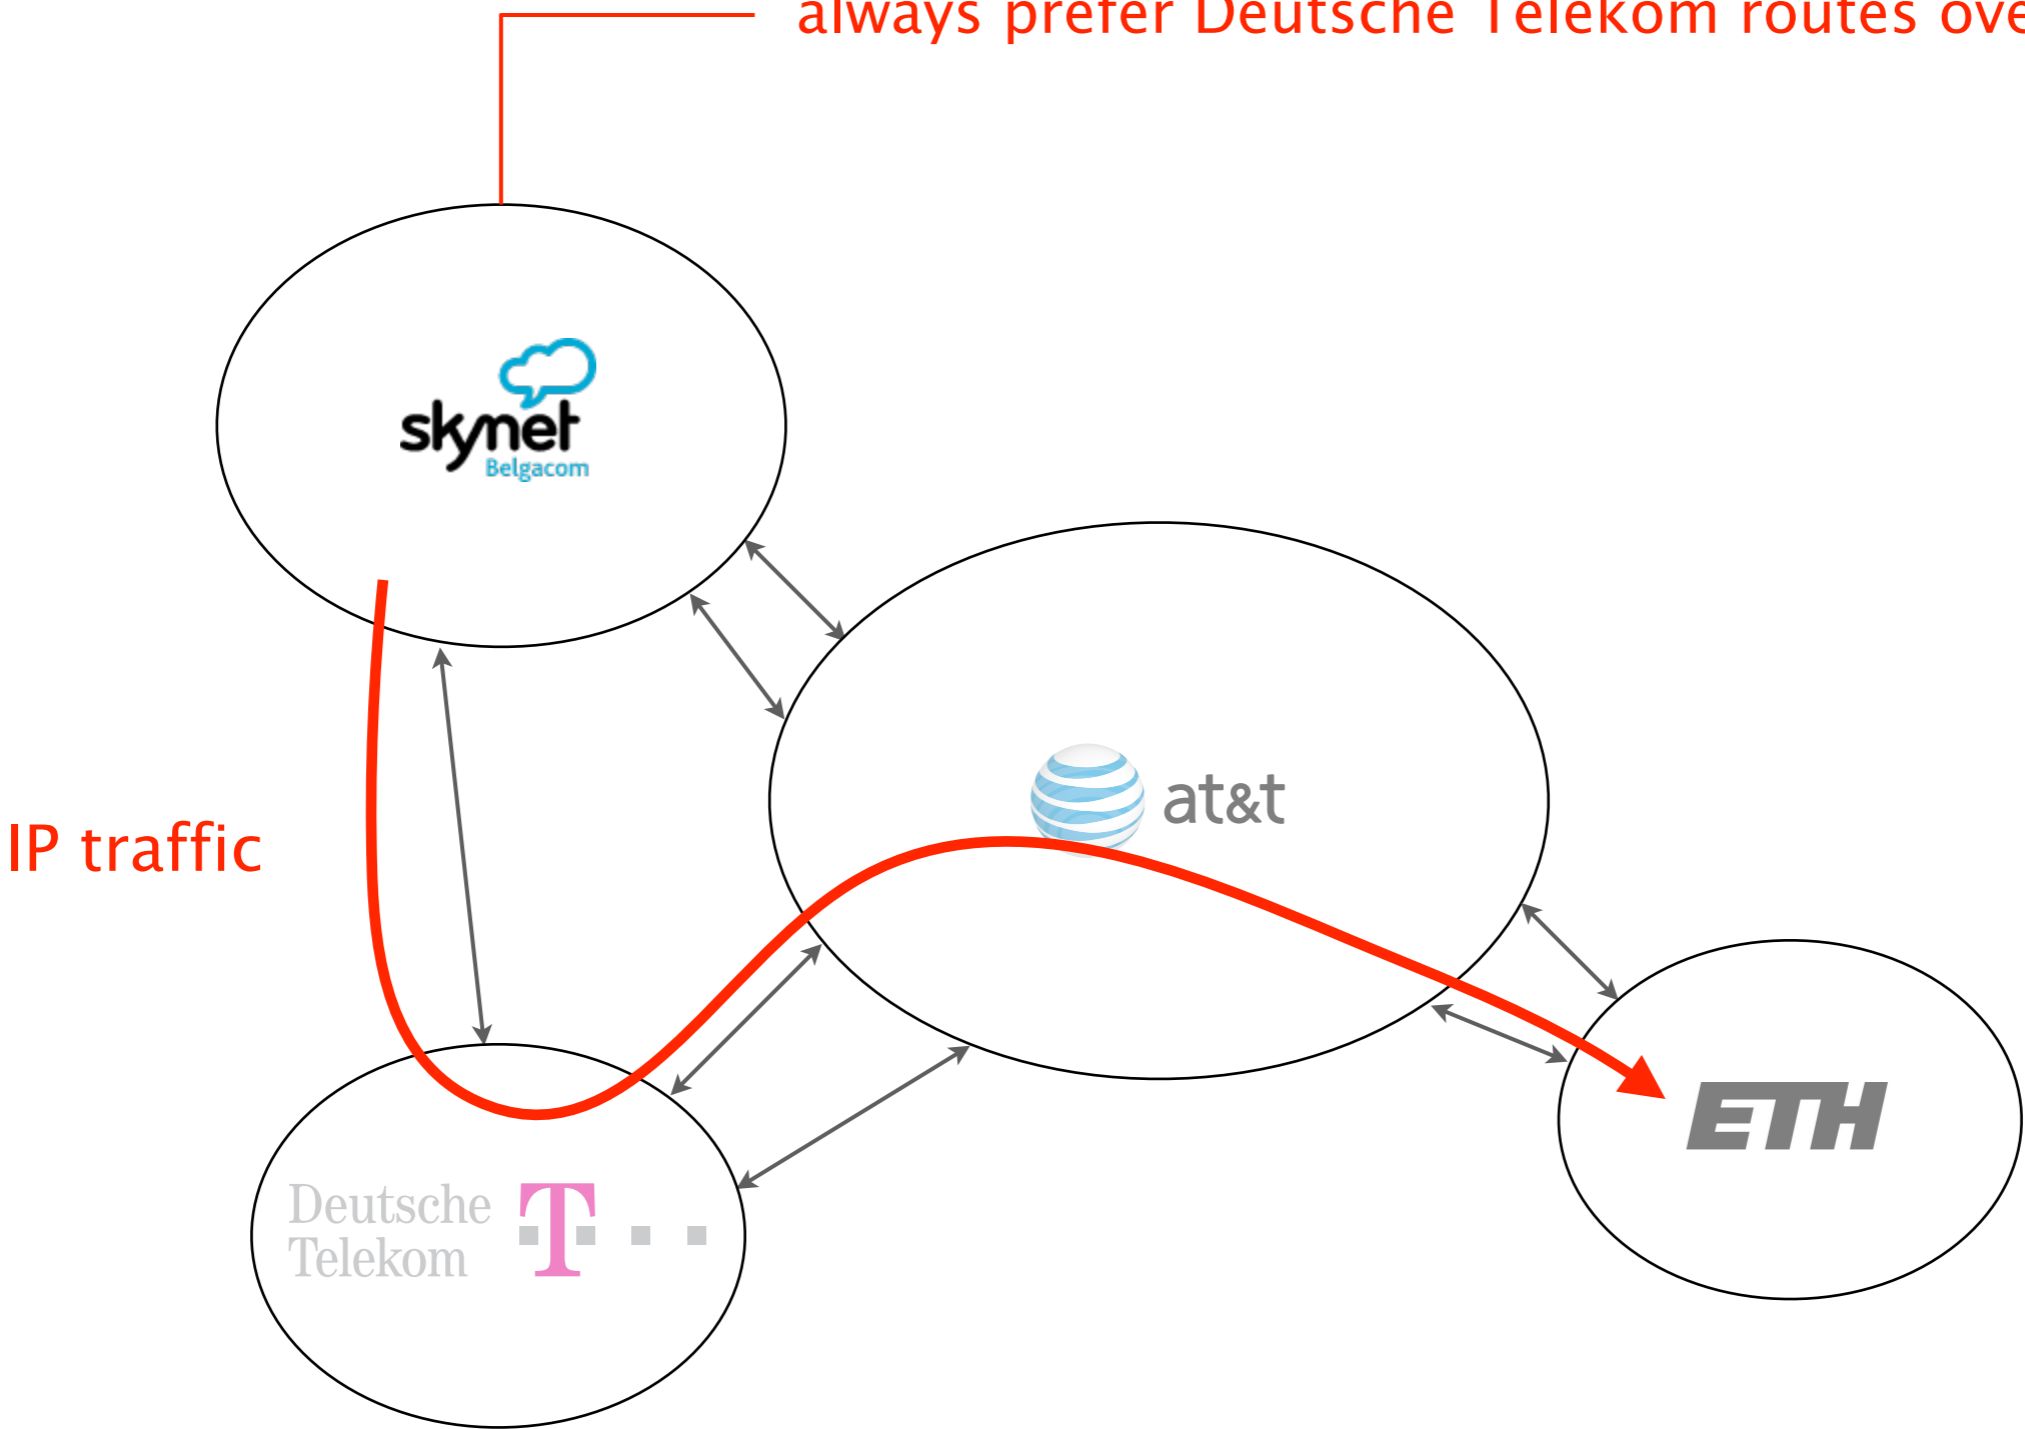 always prefer Deutsche Telekom routes ove
skynet
Belgacom
at&t
IP traffic
ETH
Deutsche
Telekom
T